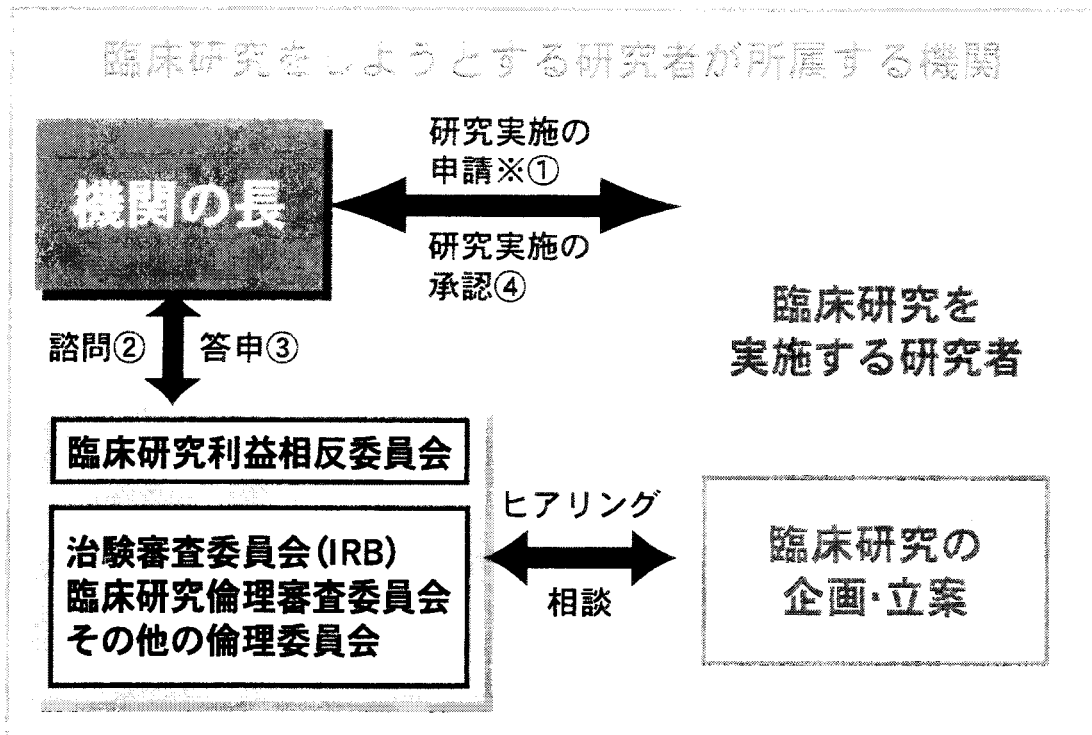 臨床研究をしようとする研究者が所属する機関
機関の長
研究実施の
申請※①
研究実施の
承認④
諮問②
答申③
臨床研究を
実施する研究者
臨床研究利益相反委員会
治験審査委員会(IRB)
臨床研究倫理審査委員会
その他の倫理委員会
ヒアリング
相談
臨床研究の
企画・立案